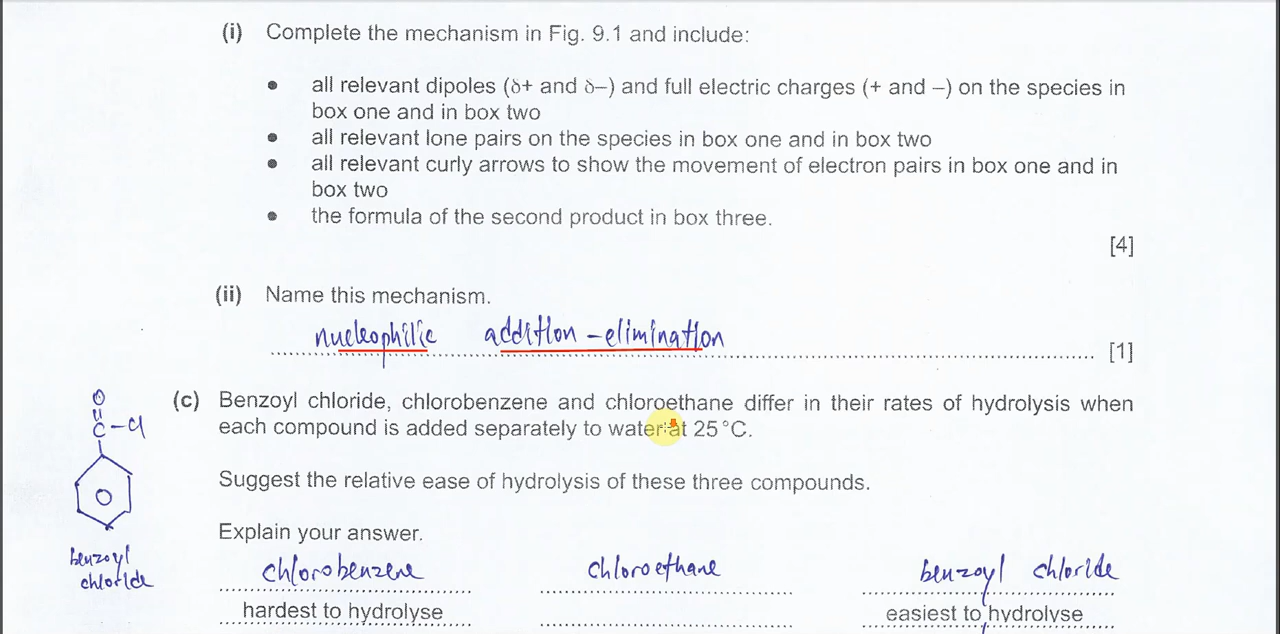 (i) Complete the mechanism in Fig. 9.1 and include:
• all relevant dipoles (δ+ and δ–) and full electric charges (+ and –) on the species in
box one and in box two
• all relevant lone pairs on the species in box one and in box two
• all relevant curly arrows to show the movement of electron pairs in box one and in
box two
• the formula of the second product in box three.
[4]
(ii) Name this mechanism.
nucleophilic addition – elimination
[1]
(c) Benzoyl chloride, chlorobenzene and chloroethane differ in their rates of hydrolysis when
each compound is added separately to water at 25 °C.
O
C–Cl
Suggest the relative ease of hydrolysis of these three compounds.
Explain your answer.
benzoyl
chloride
chlorobenzene chloroethane benzoyl chloride
hardest to hydrolyse easiest to hydrolyse